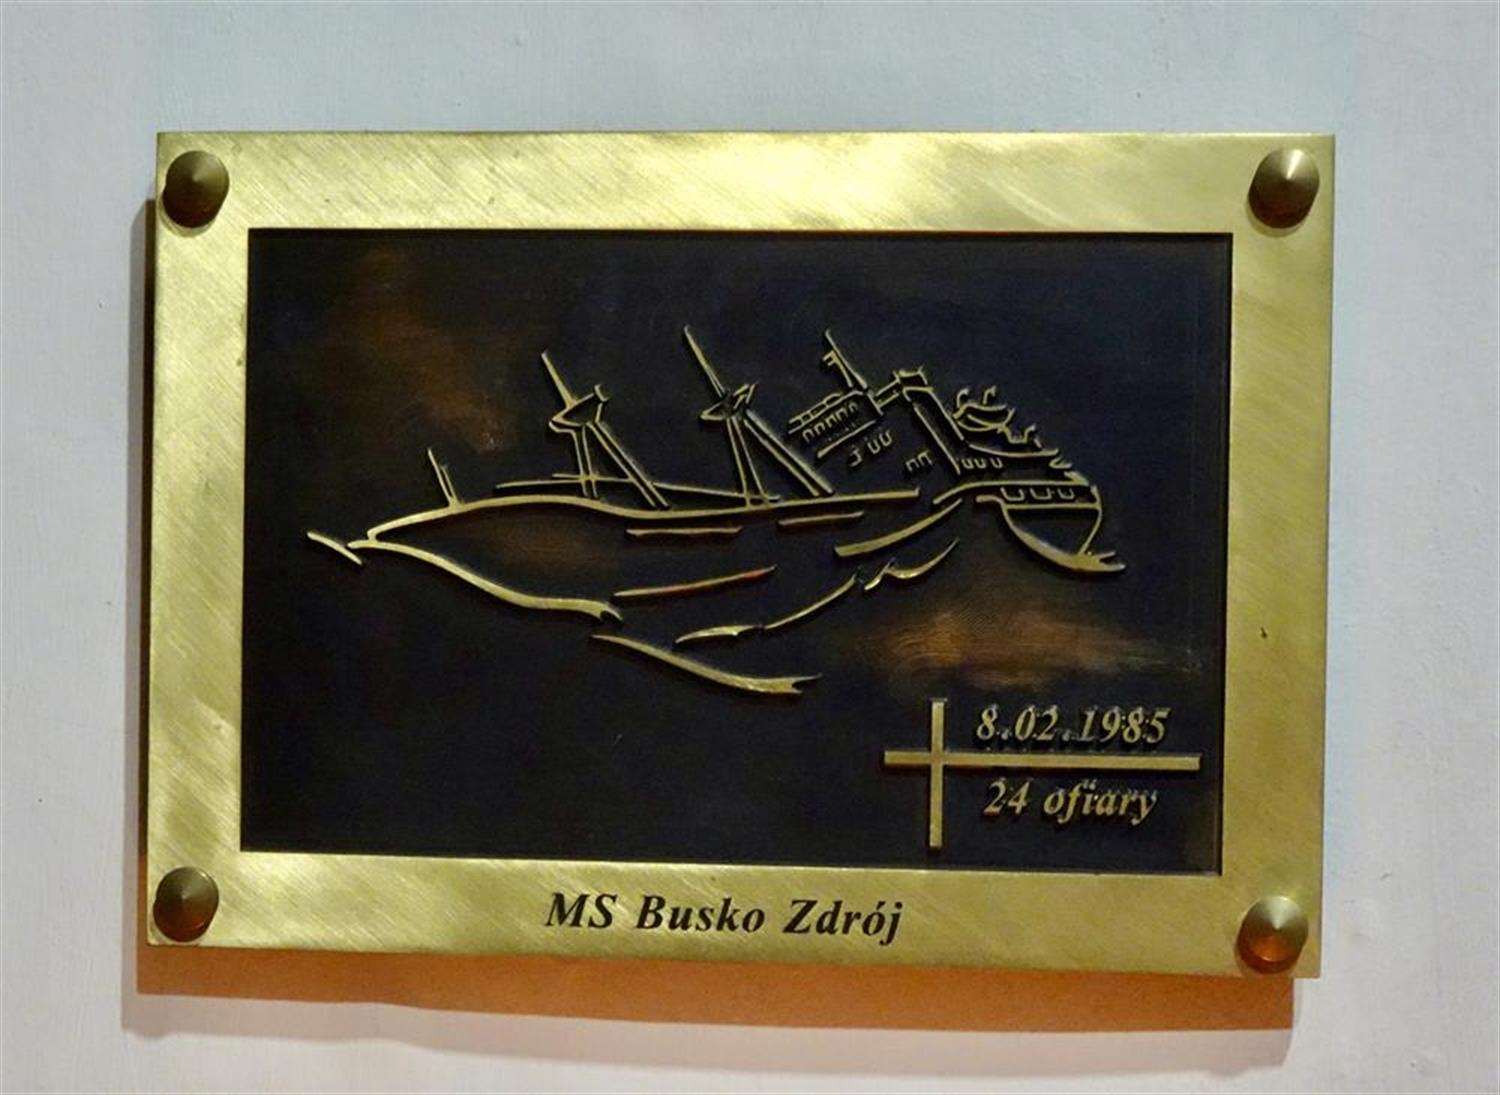 8.02.1985
24 ofiary
MS Busko Zdrój